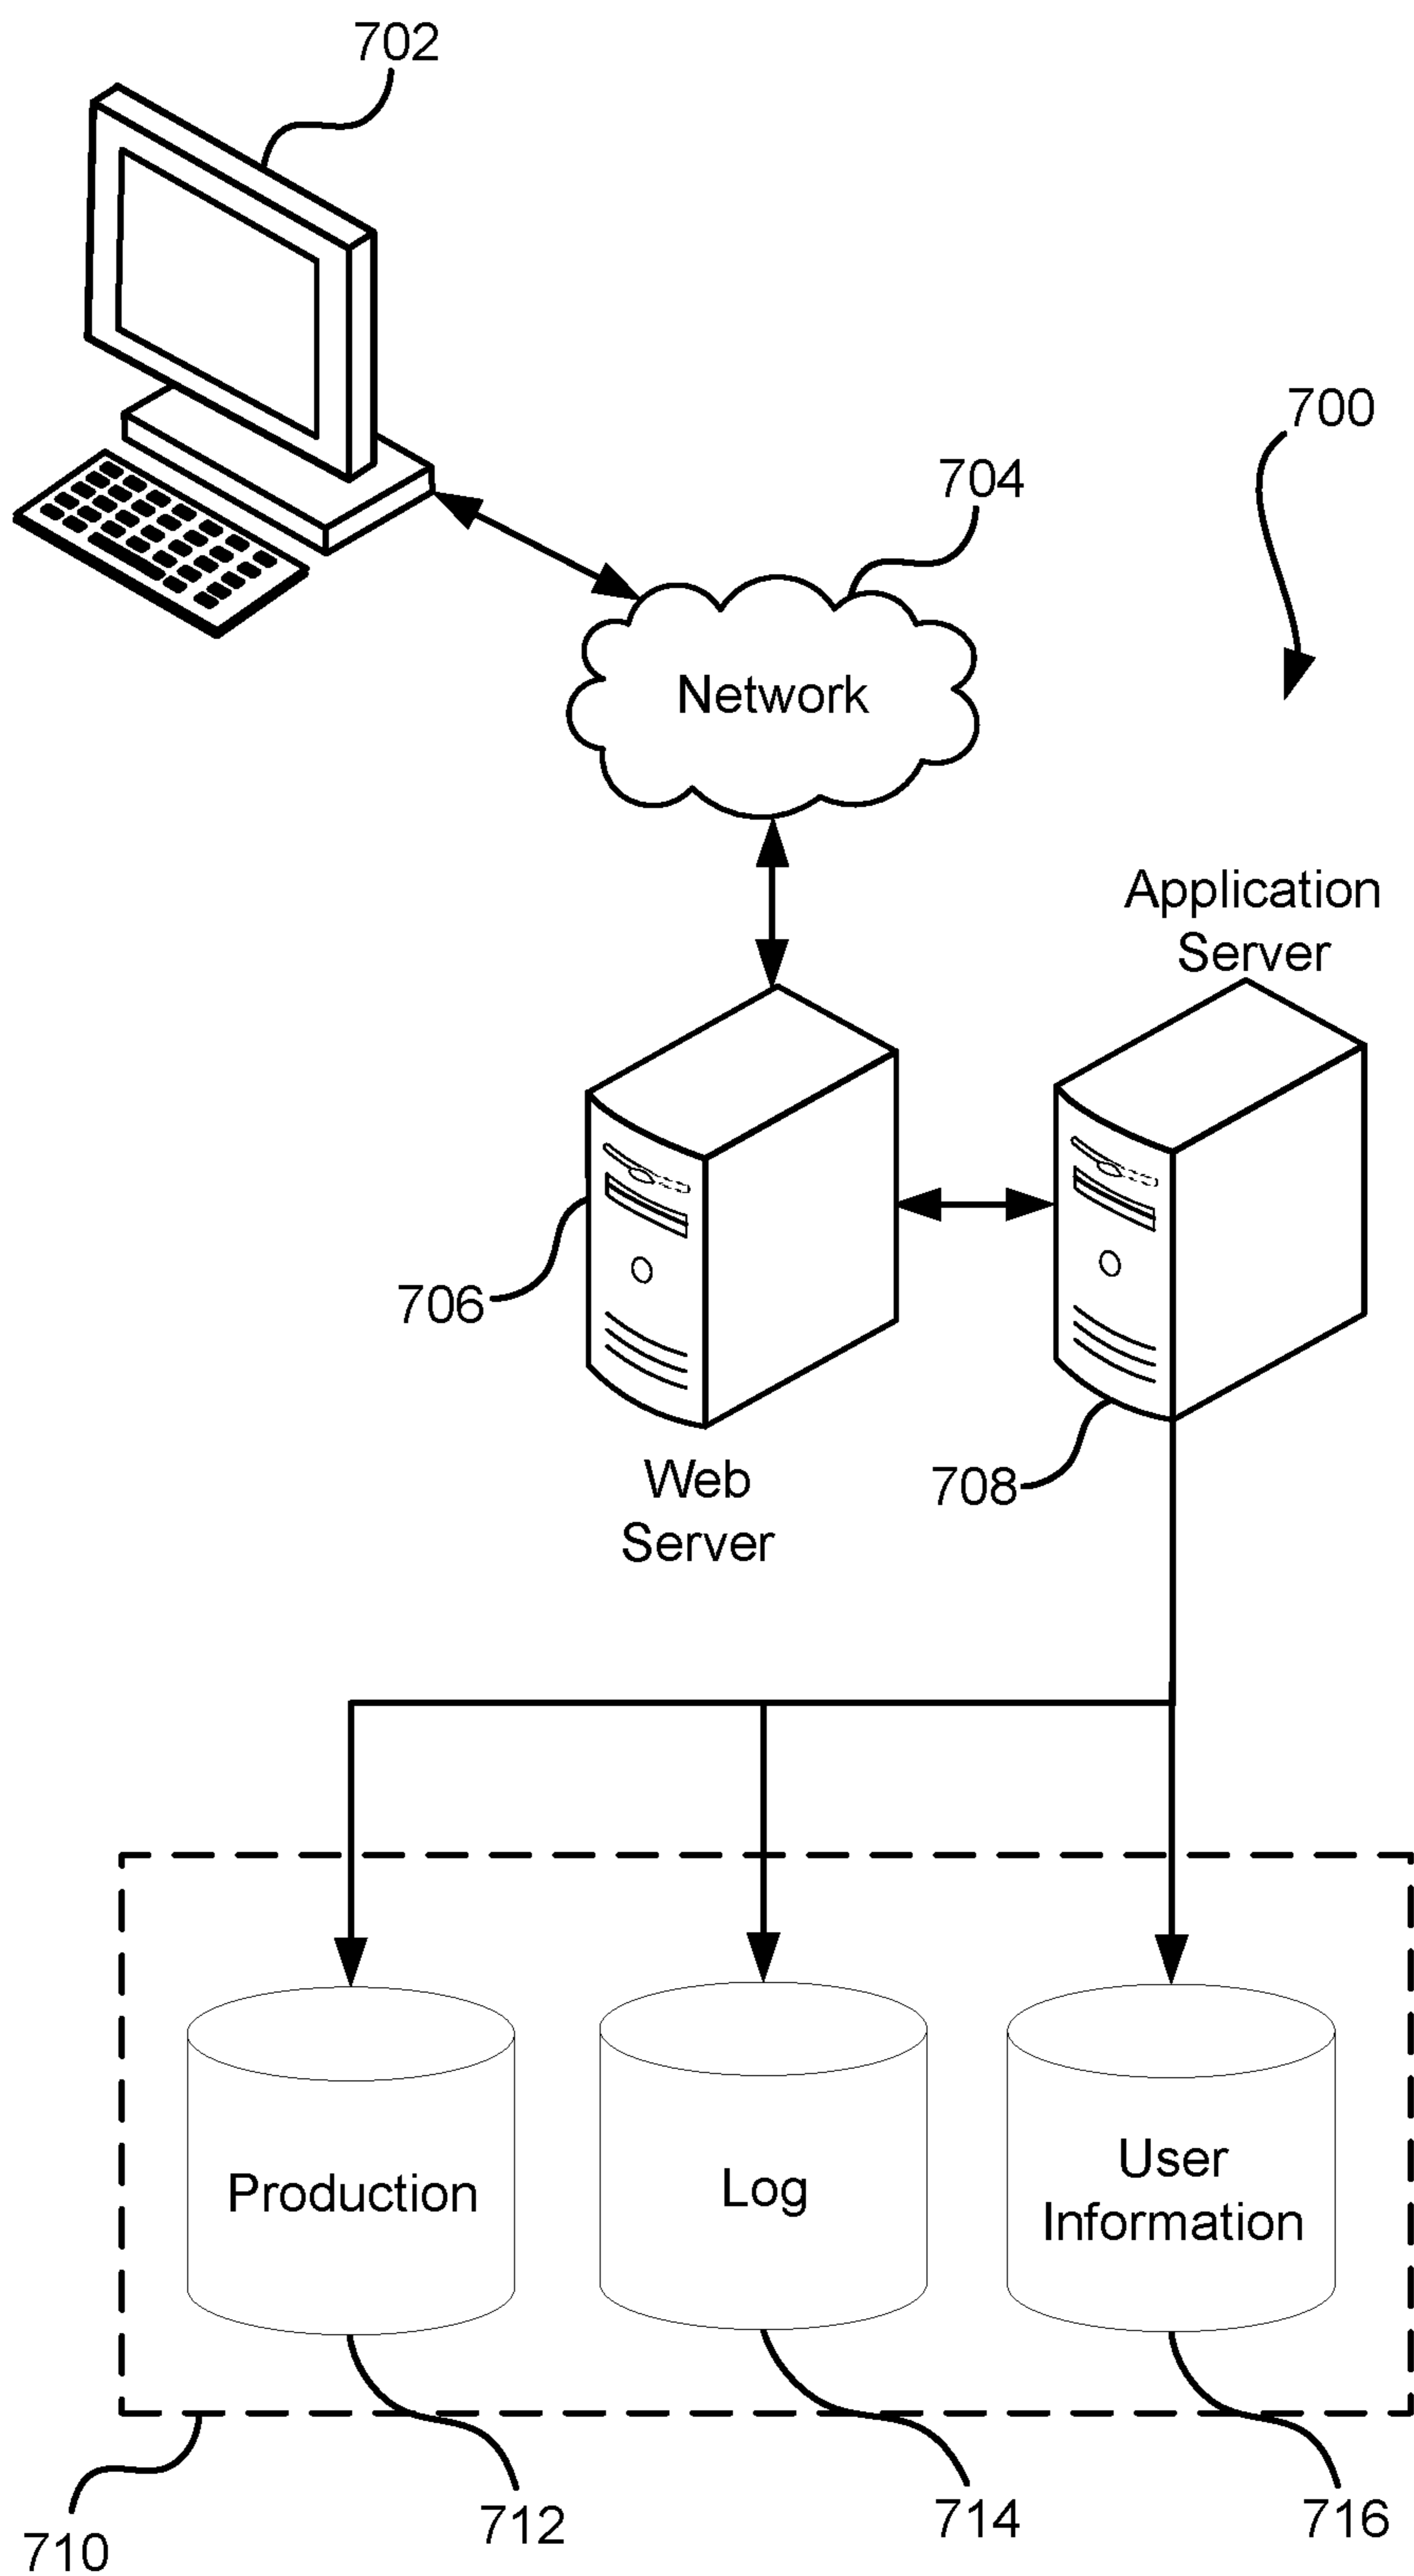 702
700
704
Network
Application
Server
706
708
Web
Server
Production
Log
User
Information
710
712
714
716